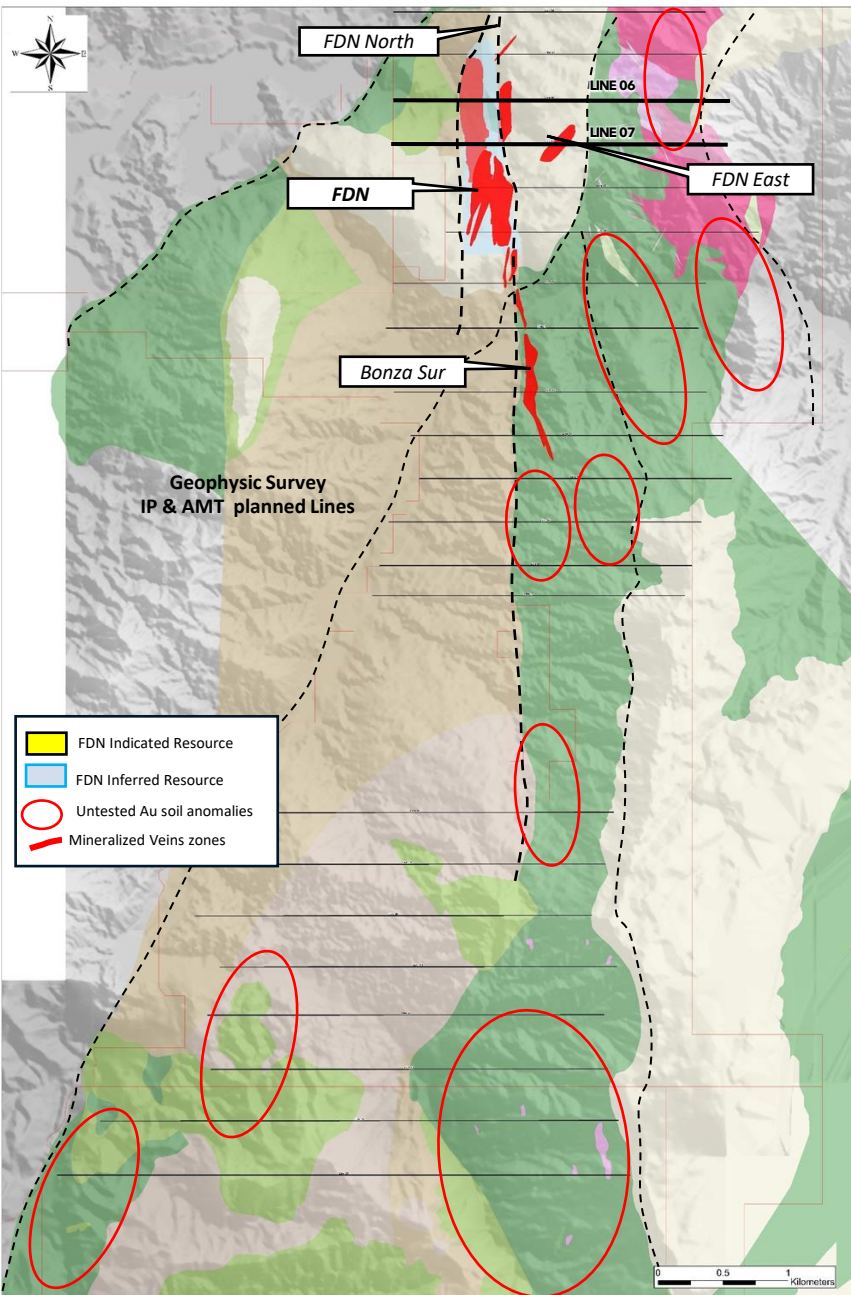 N
W
E
S
FDN North
LINE 06
LINE 07
FDN East
FDN
Bonza Sur
Geophysic Survey
IP & AMT planned Lines
FDN Indicated Resource
FDN Inferred Resource
Untested Au soil anomalies
Mineralized Veins zones
0 0.5 1
Kilometers